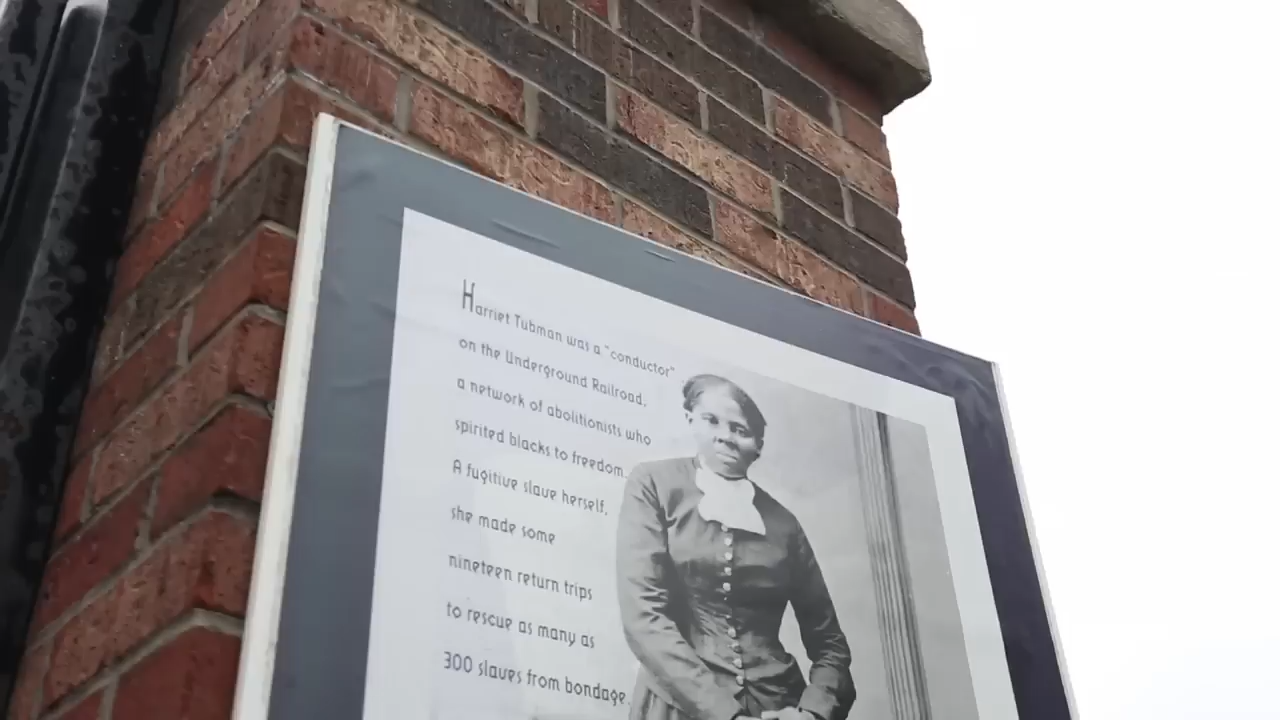 Harriet Tubman was a "conductor"
on the Underground Railroad,
a network of abolitionists who
spirited blacks to freedom.
A fugitive slave herself,
she made some
nineteen return trips
to rescue as many as
300 slaves from bondage.